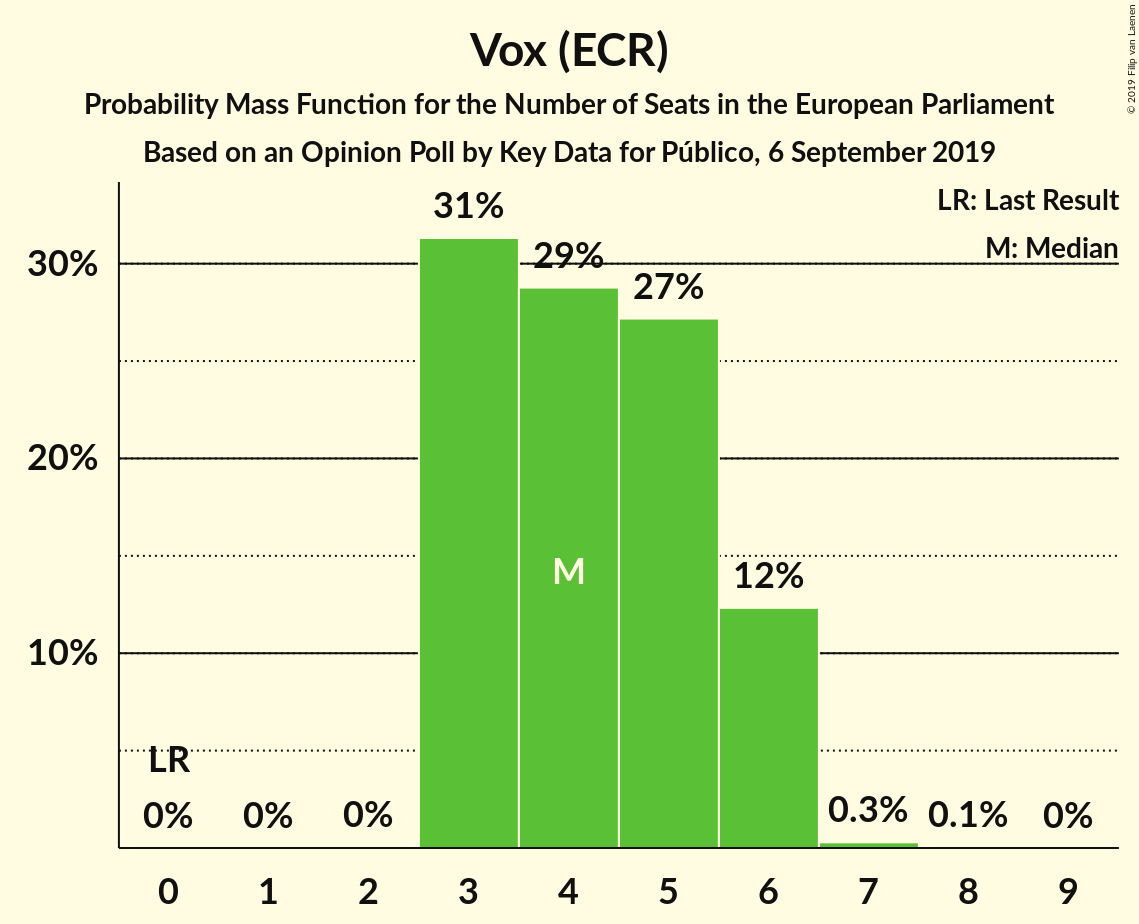 Vox (ECR)
Probability Mass Function for the Number of Seats in the European Parliament
Based on an Opinion Poll by Key Data for Público, 6 September 2019
© 2019 Filip van Laenen
LR: Last Result
M: Median
31%
29%
27%
12%
0.3%
0.1%
0%
30%
20%
10%
M
LR
0%
0%
0%
0 1 2 3 4 5 6 7 8 9